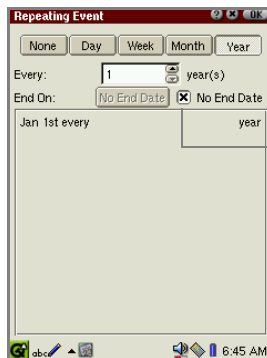 Repeating Event ? X OK
None Day Week Month Year
Every: 1 year(s)
End On: No End Date No End Date
Jan 1st every year
abc 6:45 AM